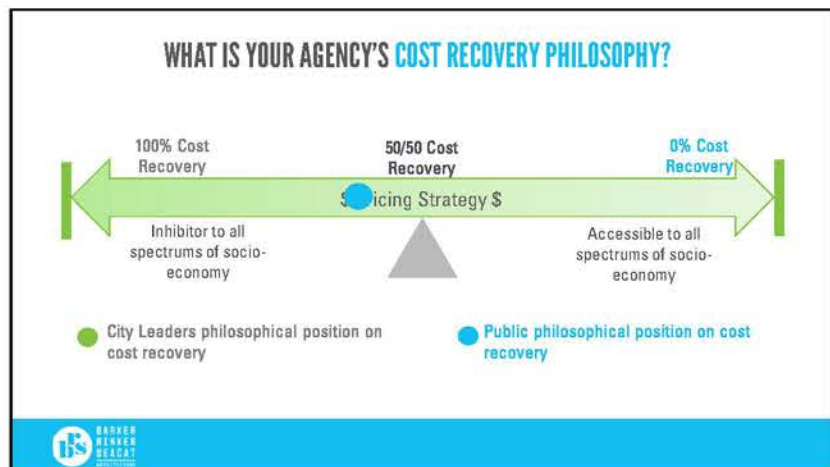 WHAT IS YOUR AGENCY'S COST RECOVERY PHILOSOPHY?
100% Cost
Recovery
50/50 Cost
Recovery
0% Cost
Recovery
$ icing Strategy $
Inhibitor to all
spectrums of socio-
economy
Accessible to all
spectrums of socio-
economy
City Leaders philosophical position on
cost recovery
Public philosophical position on cost
recovery
BARKER
RINKER
SEACAT